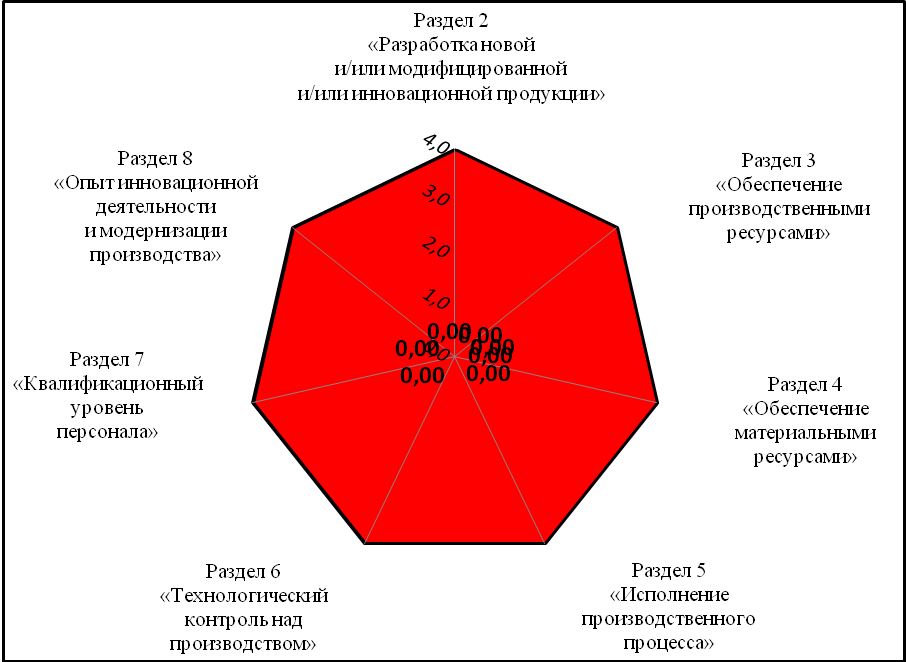 Раздел 2
«Разработка новой
и/или модифицированной
и/или инновационной продукции»
Раздел 3
«Обеспечение
производственными
ресурсами»
Раздел 4
«Обеспечение
материальными
ресурсами»
Раздел 5
«Исполнение
производственного
процесса»
Раздел 6
«Технологический
контроль над
производством»
Раздел 7
«Квалификационный
уровень
персонала»
Раздел 8
«Опыт инновационной
деятельности
и модернизации
производства»
4,0
3,0
2,0
1,0
0,00
0,00
0,00
0,00
0,00
0,00
0,00